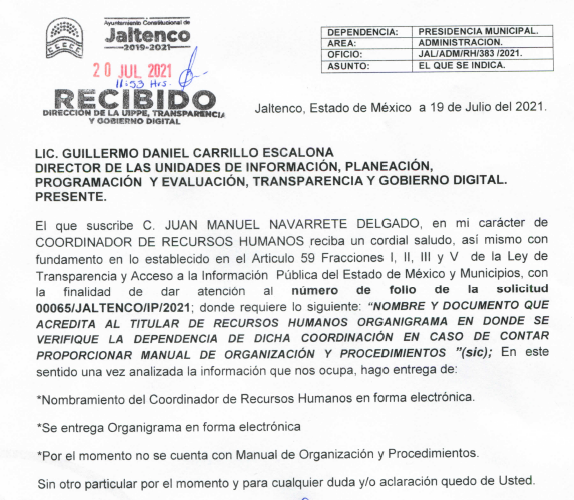 Ayuntamiento Constitucional de
Jaltenco
-2019-2021-
20 JUL 2021
11:53 Hrs.
RECIBIDO
DIRECCIÓN DE LA UIPPE, TRANSPARENCIA
Y GOBIERNO DIGITAL
DEPENDENCIA: PRESIDENCIA MUNICIPAL.
AREA: ADMINISTRACION.
OFICIO: JAL/ADM/RH/383 /2021.
ASUNTO: EL QUE SE INDICA.
Jaltenco, Estado de México a 19 de Julio del 2021.
LIC. GUILLERMO DANIEL CARRILLO ESCALONA
DIRECTOR DE LAS UNIDADES DE INFORMACIÓN, PLANEACIÓN,
PROGRAMACIÓN Y EVALUACIÓN, TRANSPARENCIA Y GOBIERNO DIGITAL.
PRESENTE.
El que suscribe C. JUAN MANUEL NAVARRETE DELGADO, en mi carácter de
COORDINADOR DE RECURSOS HUMANOS reciba un cordial saludo, así mismo con
fundamento en lo establecido en el Articulo 59 Fracciones I, II, III y V de la Ley de
Transparencia y Acceso a la Información Pública del Estado de México y Municipios, con
la finalidad de dar atención al número de folio de la solicitud
00065/JALTENCO/IP/2021; donde requiere lo siguiente: "NOMBRE Y DOCUMENTO QUE
ACREDITA AL TITULAR DE RECURSOS HUMANOS ORGANIGRAMA EN DONDE SE
VERIFIQUE LA DEPENDENCIA DE DICHA COORDINACIÓN EN CASO DE CONTAR
PROPORCIONAR MANUAL DE ORGANIZACIÓN Y PROCEDIMIENTOS "(sic); En este
sentido una vez analizada la información que nos ocupa, hago entrega de:
*Nombramiento del Coordinador de Recursos Humanos en forma electrónica.
*Se entrega Organigrama en forma electrónica
*Por el momento no se cuenta con Manual de Organización y Procedimientos.
Sin otro particular por el momento y para cualquier duda y/o aclaración quedo de Usted.